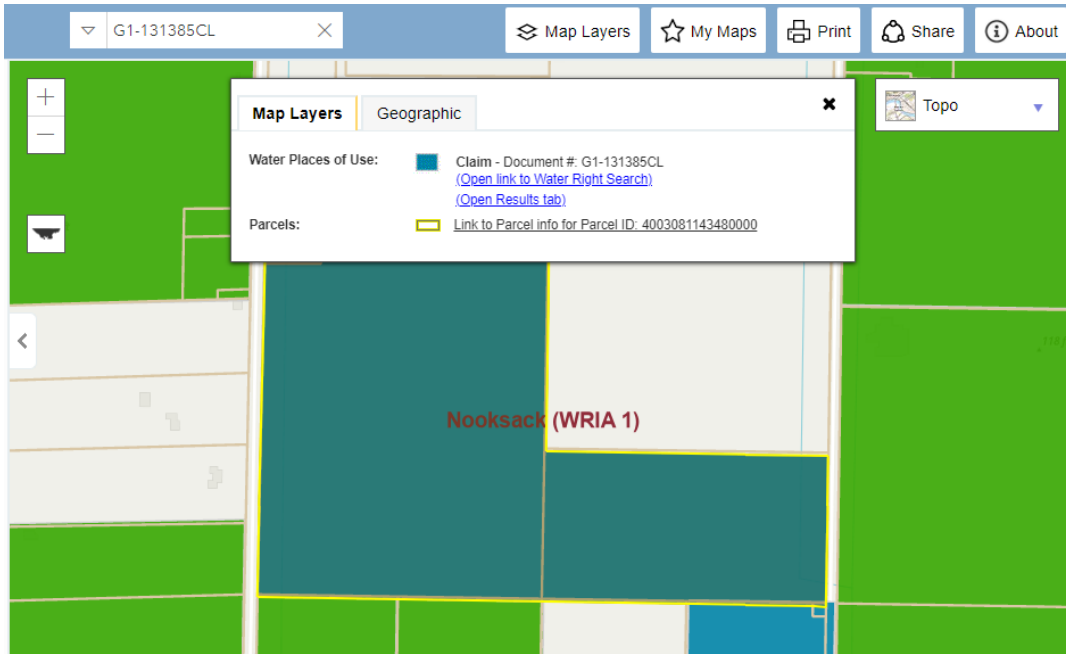 G1-131385CL
Map Layers
My Maps
Print
Share
About
Topo
Map Layers
Geographic
Water Places of Use:
Claim - Document #: G1-131385CL
(Open link to Water Right Search)
(Open Results tab)
Parcels:
Link to Parcel info for Parcel ID: 4003081143480000
Nooksack (WRIA 1)